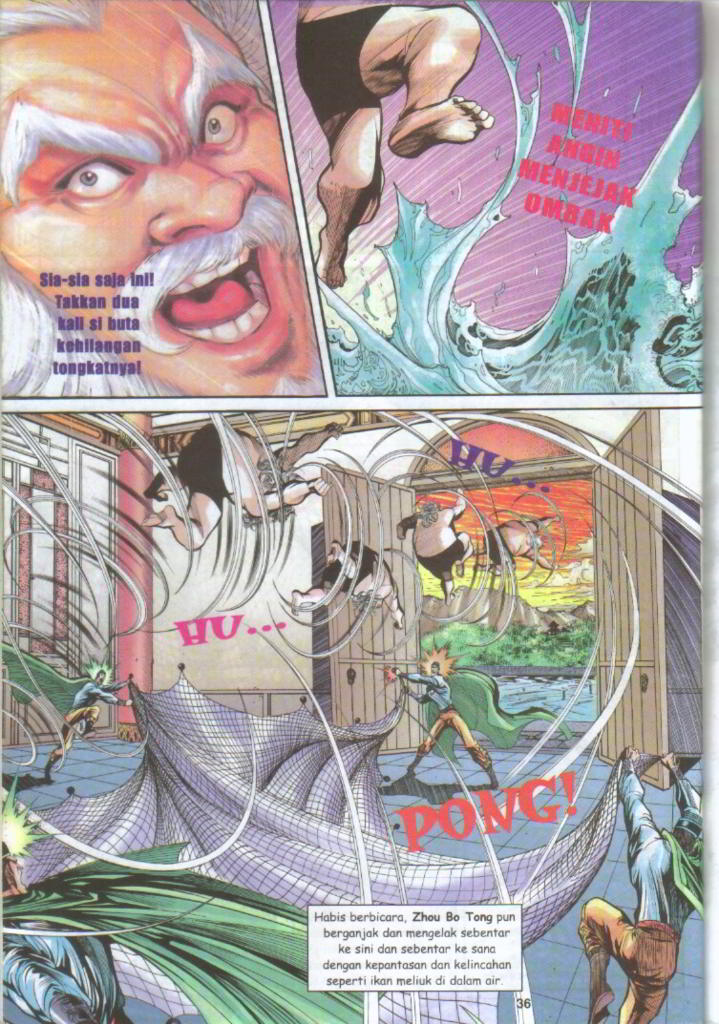 Sia-sia saja ini!
Takkan dua
kali si buta
kehilangan
tongkatnya!
MENITI
ANGIN
MENJEJAK
OMBAK
HU...
HU...
PONG!
Habis berbicara, Zhou Bo Tong pun
berganjak dan mengelak sebentar
ke sini dan sebentar ke sana
dengan kepantasan dan kelincahan
seperti ikan meliuk di dalam air.
36